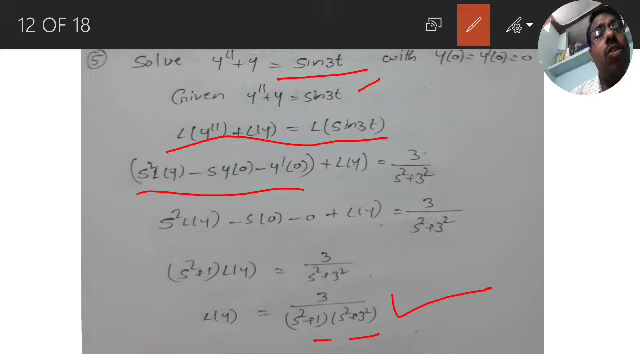 12 OF 18
⑤ Solve y'' + y = sin3t with y(0) = y'(0) = 0
Given y'' + y = sin3t
L(y'') + L(y) = L(sin3t)
(s²L(y) - sy(0) - y'(0)) + L(y) = 3/(s²+3²)
s²L(y) - s(0) - 0 + L(y) = 3/(s²+3²)
(s²+1)L(y) = 3/(s²+3²)
L(y) = 3/((s²+1)(s²+3²))